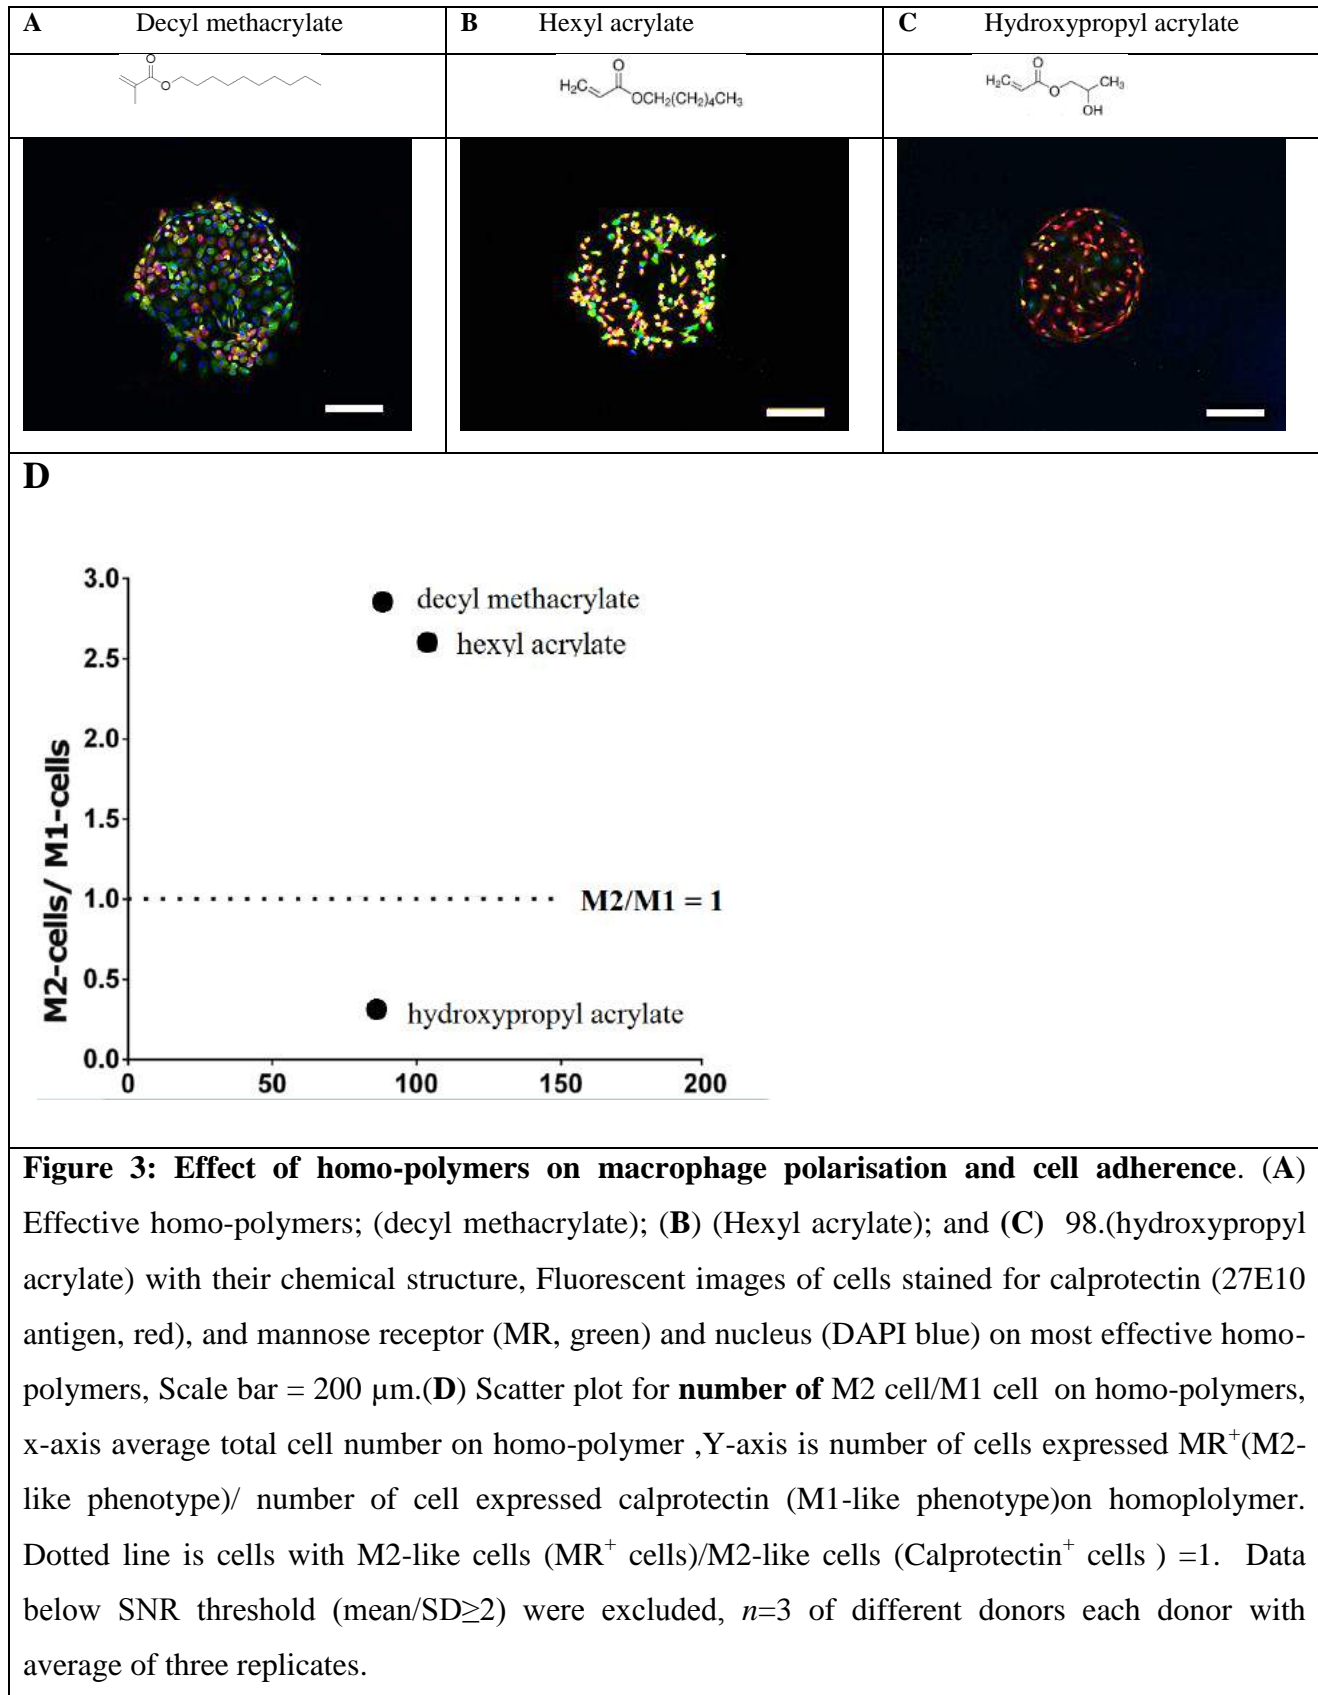 A Decyl methacrylate B Hexyl acrylate C Hydroxypropyl acrylate
O
O
H₂C
O
OCH₂(CH₂)₄CH₃
H₂C
O
O
CH₃
OH
D
3.0
2.5
2.0
1.5
1.0
0.5
0.0
M2-cells/ M1-cells
decyl methacrylate
hexyl acrylate
M2/M1 = 1
hydroxypropyl acrylate
0 50 100 150 200
Figure 3: Effect of homo-polymers on macrophage polarisation and cell adherence. (A)
Effective homo-polymers; (decyl methacrylate); (B) (Hexyl acrylate); and (C) 98.(hydroxypropyl
acrylate) with their chemical structure, Fluorescent images of cells stained for calprotectin (27E10
antigen, red), and mannose receptor (MR, green) and nucleus (DAPI blue) on most effective homo-
polymers, Scale bar = 200 µm.(D) Scatter plot for number of M2 cell/M1 cell on homo-polymers,
x-axis average total cell number on homo-polymer ,Y-axis is number of cells expressed MR⁺(M2-
like phenotype)/ number of cell expressed calprotectin (M1-like phenotype)on homoplolymer.
Dotted line is cells with M2-like cells (MR⁺ cells)/M2-like cells (Calprotectin⁺ cells ) =1. Data
below SNR threshold (mean/SD≥2) were excluded, n=3 of different donors each donor with
average of three replicates.